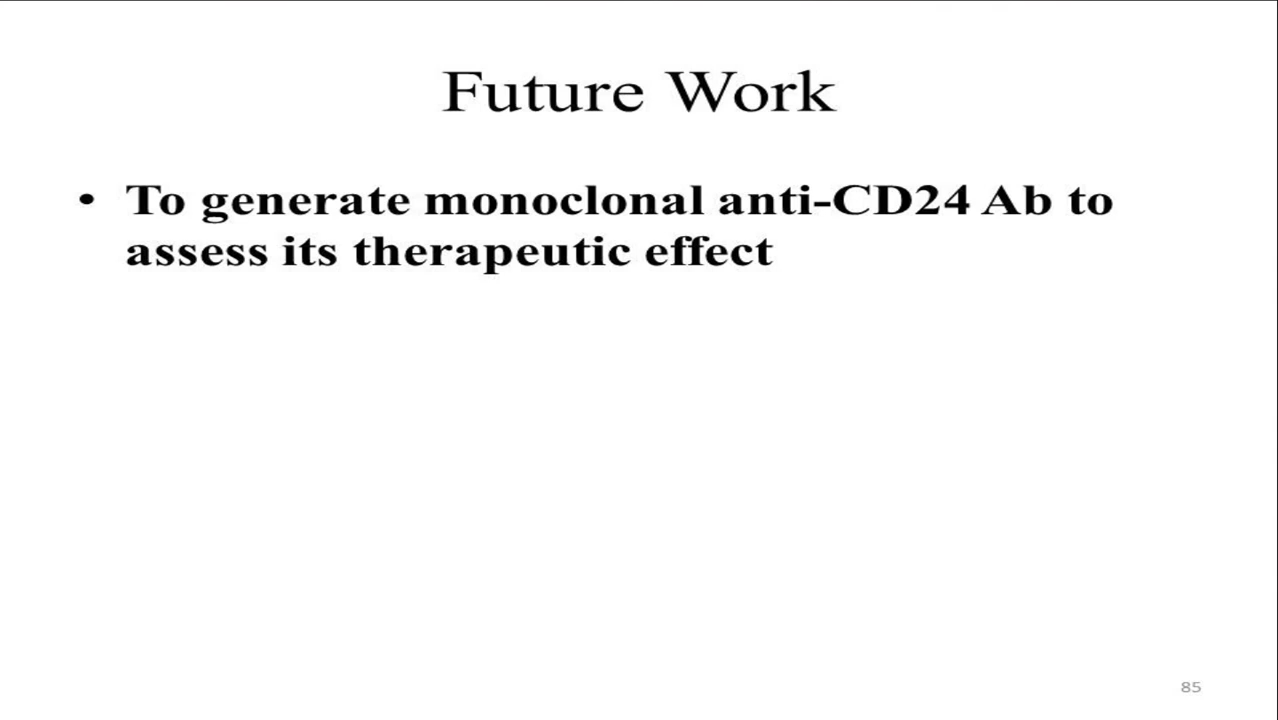 Future Work
• To generate monoclonal anti-CD24 Ab to
assess its therapeutic effect
85